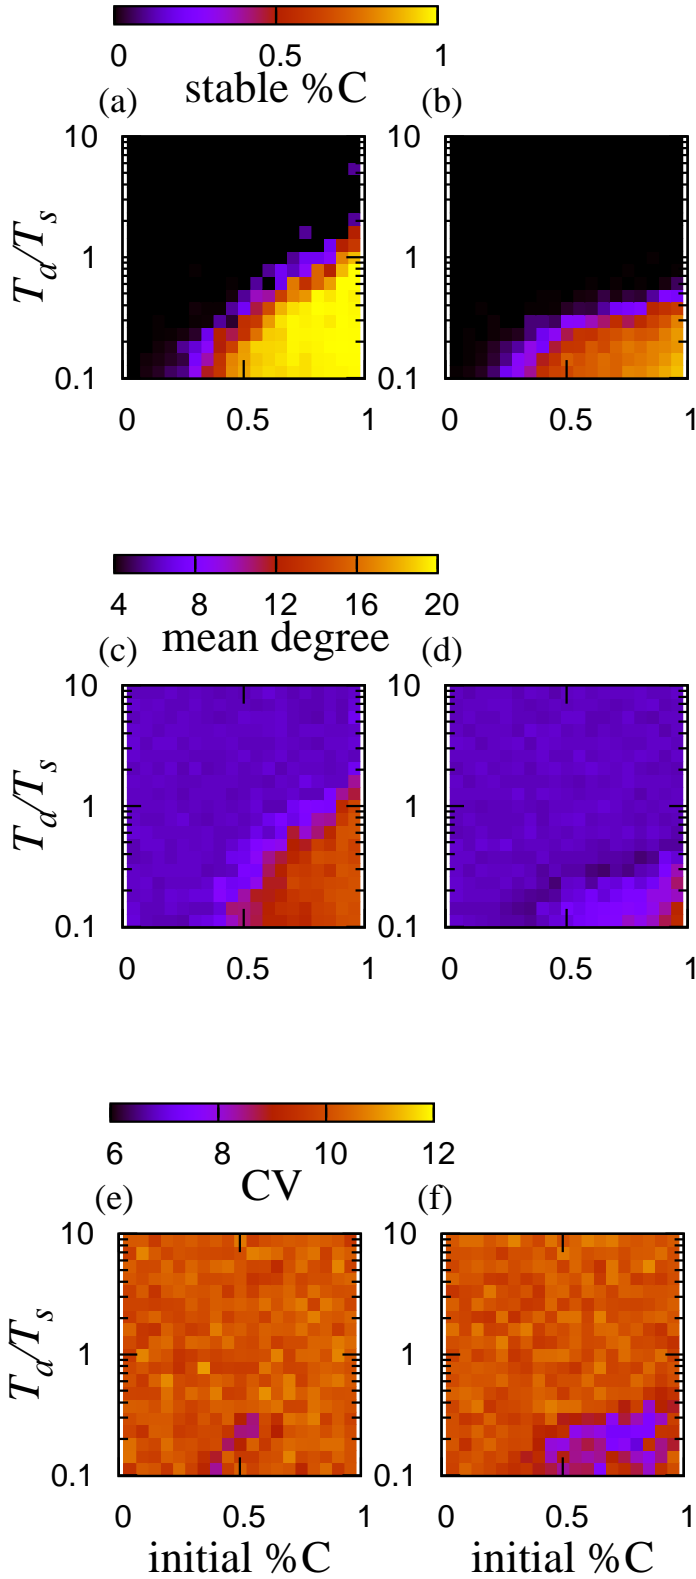 0 0.5 1
stable %C
(a) (b)
10 10
T_a/T_s
1 1
0.1 0.1
0 0.5 1 0 0.5 1
4 8 12 16 20
mean degree
(c) (d)
10 10
T_a/T_s
1 1
0.1 0.1
0 0.5 1 0 0.5 1
6 8 10 12
CV
(e) (f)
10 10
T_a/T_s
1 1
0.1 0.1
0 0.5 1 0 0.5 1
initial %C initial %C